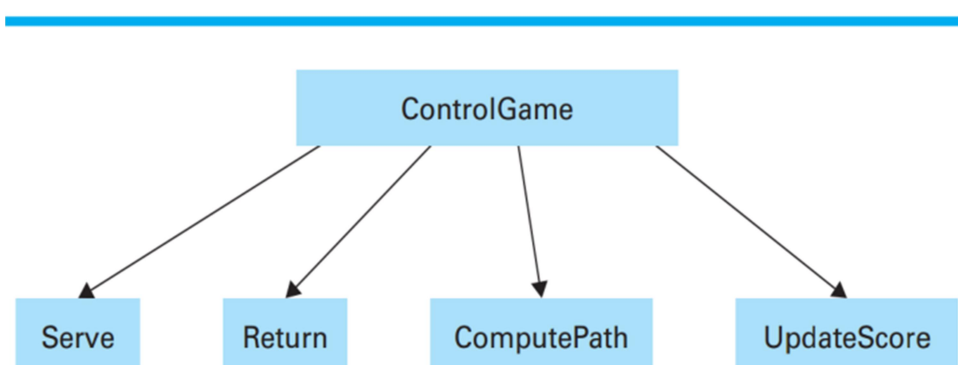 ControlGame
Serve
Return
ComputePath
UpdateScore